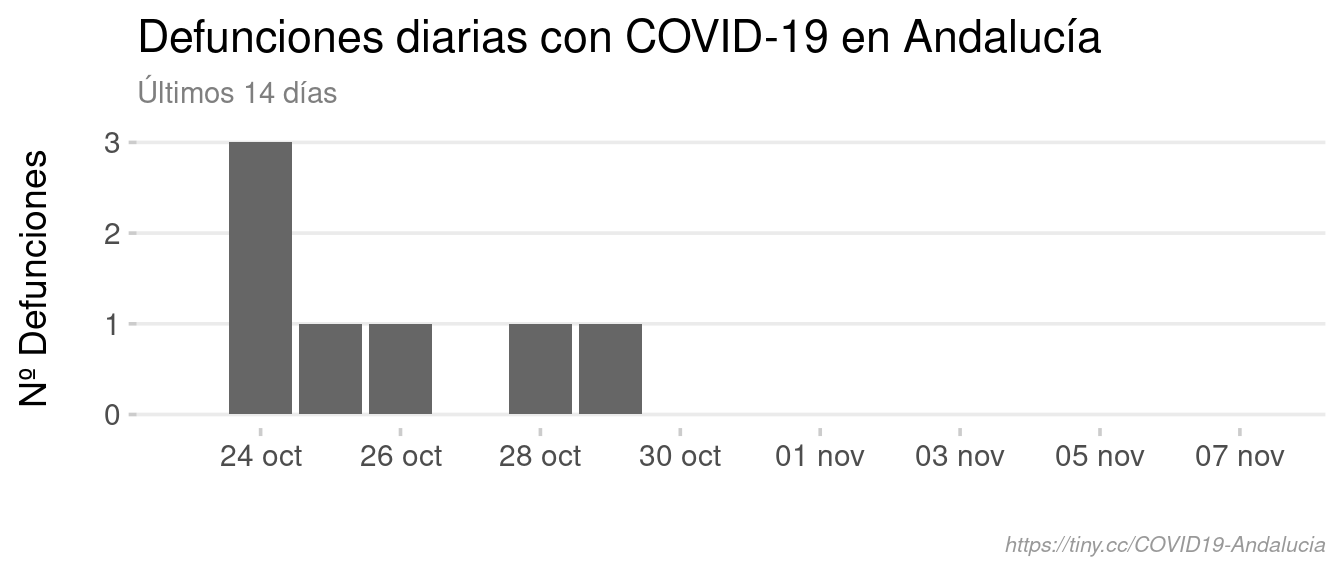 Defunciones diarias con COVID-19 en Andalucía
Últimos 14 días
Nº Defunciones
3
2
1
0
24 oct 26 oct 28 oct 30 oct 01 nov 03 nov 05 nov 07 nov
https://tiny.cc/COVID19-Andalucia